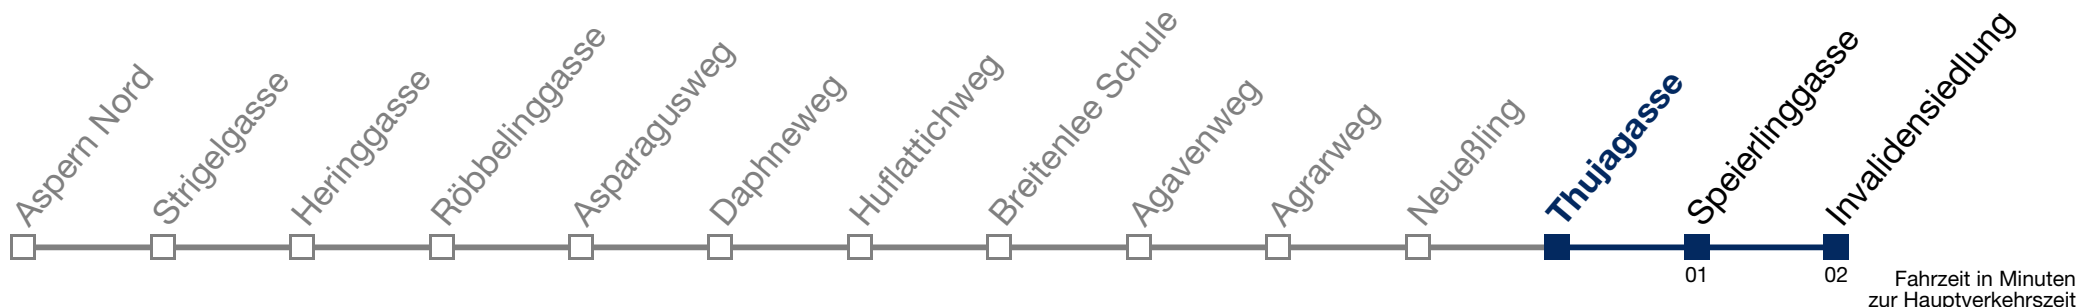 Aspern Nord
Strigelgasse
Heringgasse
Röbbelinggasse
Asparagusweg
Daphneweg
Huflattichweg
Breitenlee Schule
Agavenweg
Agrarweg
Neueßling
Thujagasse
Speierlinggasse
Invalidensiedlung
01
02
Fahrzeit in Minuten
zur Hauptverkehrszeit